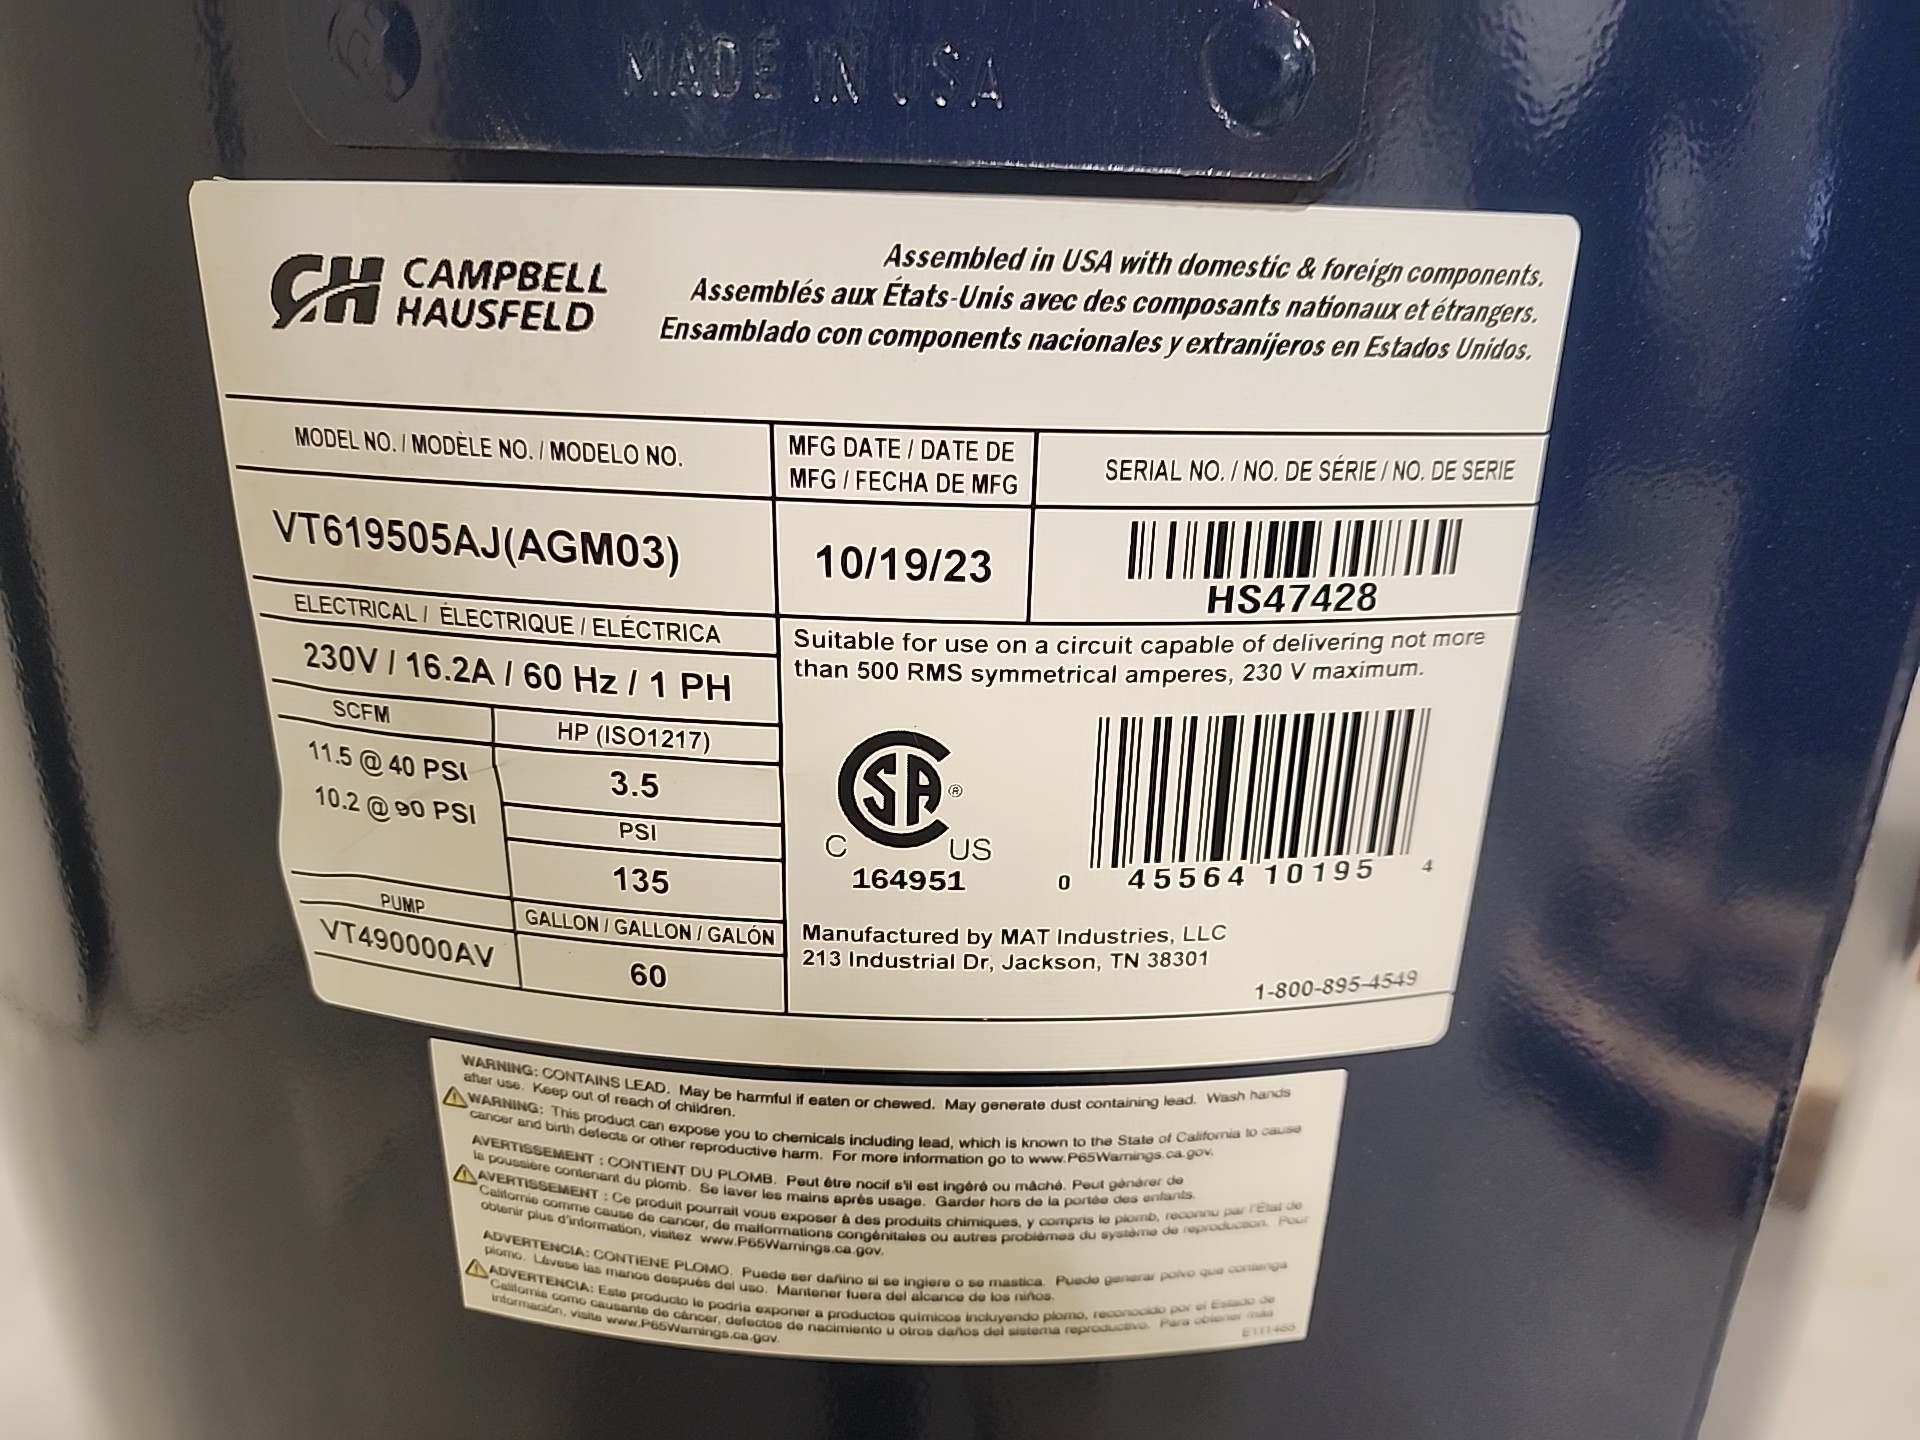 MADE IN USA
CH CAMPBELL
HAUSFELD
Assembled in USA with domestic & foreign components.
Assemblés aux États-Unis avec des composants nationaux et étrangers.
Ensamblado con components nacionales y extranijeros en Estados Unidos.
MODEL NO. / MODÈLE NO. / MODELO NO.
VT619505AJ(AGM03)
MFG DATE / DATE DE
MFG / FECHA DE MFG
10/19/23
SERIAL NO. / NO. DE SÉRIE / NO. DE SERIE
HS47428
ELECTRICAL / ÉLECTRIQUE / ELÉCTRICA
230V / 16.2A / 60 Hz / 1 PH
SCFM
11.5 @ 40 PSI
10.2 @ 90 PSI
HP (ISO1217)
3.5
PSI
135
PUMP
VT490000AV
GALLON / GALLON / GALÓN
60
Suitable for use on a circuit capable of delivering not more
than 500 RMS symmetrical amperes, 230 V maximum.
CSA ®
C US
164951
0 45564 10195 4
Manufactured by MAT Industries, LLC
213 Industrial Dr, Jackson, TN 38301
1-800-895-4549
WARNING: CONTAINS LEAD. May be harmful if eaten or chewed. May generate dust containing lead. Wash hands
after use. Keep out of reach of children.
WARNING: This product can expose you to chemicals including lead, which is known to the State of California to cause
cancer and birth defects or other reproductive harm. For more information go to www.P65Warnings.ca.gov.
AVERTISSEMENT : CONTIENT DU PLOMB. Peut être nocif s'il est ingéré ou mâché. Peut générer de
la poussière contenant du plomb. Se laver les mains après usage. Garder hors de la portée des enfants.
AVERTISSEMENT : Ce produit pourrait vous exposer à des produits chimiques, y compris le plomb, reconnu par l'État de
Californie comme cause de cancer, de malformations congénitales ou autres problèmes du système de reproduction. Pour
obtenir plus d'information, visitez www.P65Warnings.ca.gov.
ADVERTENCIA: CONTIENE PLOMO. Puede ser dañino si se ingiere o se mastica. Puede generar polvo que contenga
plomo. Lávese las manos después del uso. Mantener fuera del alcance de los niños.
ADVERTENCIA: Este producto le podría exponer a productos químicos incluyendo plomo, reconocido por el Estado de
California como causante de cáncer, defectos de nacimiento u otros daños del sistema reproductivo. Para obtener más
información, visite www.P65Warnings.ca.gov.
E111465